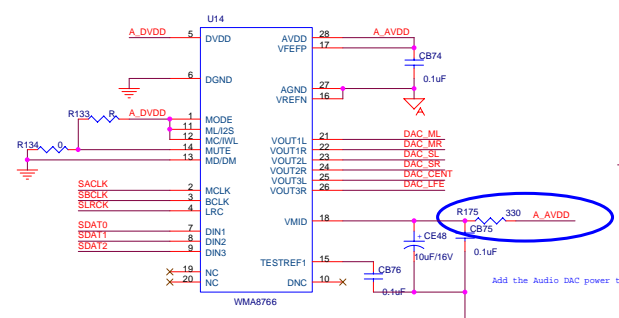 U14
A_DVDD 5 DVDD AVDD 28 A_AVDD
VFEFP 17
CB74
0.1uF
6 DGND AGND 27
VREFN 16
A
R133 R A_DVDD 1 MODE
11 ML/I2S
12 MC/IWL
R134 0 14 MUTE VOUT1L 21 DAC_ML
13 MD/DM VOUT1R 22 DAC_MR
VOUT2L 23 DAC_SL
VOUT2R 24 DAC_SR
VOUT3L 25 DAC_CENT
SACLK 2 MCLK VOUT3R 26 DAC_LFE
SBCLK 3 BCLK
SLRCK 4 LRC
VMID 18 R175 330 A_AVDD
SDAT0 7 DIN1 + CE48 CB75
SDAT1 8 DIN2
SDAT2 9 DIN3 10uF/16V 0.1uF
TESTREF1 15
19 NC CB76
20 NC DNC 10 0.1uF
Add the Audio DAC power t
WMA8766